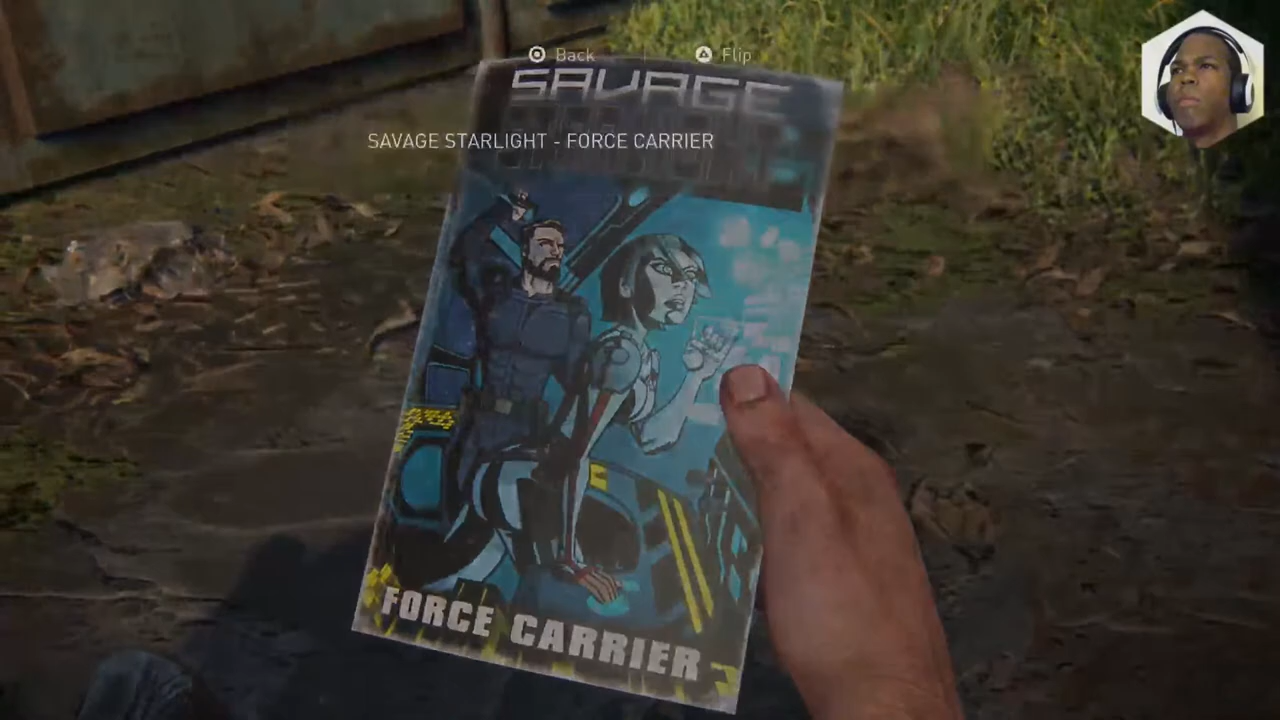 Back Flip
SAVAGE
SAVAGE STARLIGHT - FORCE CARRIER
FORCE CARRIER